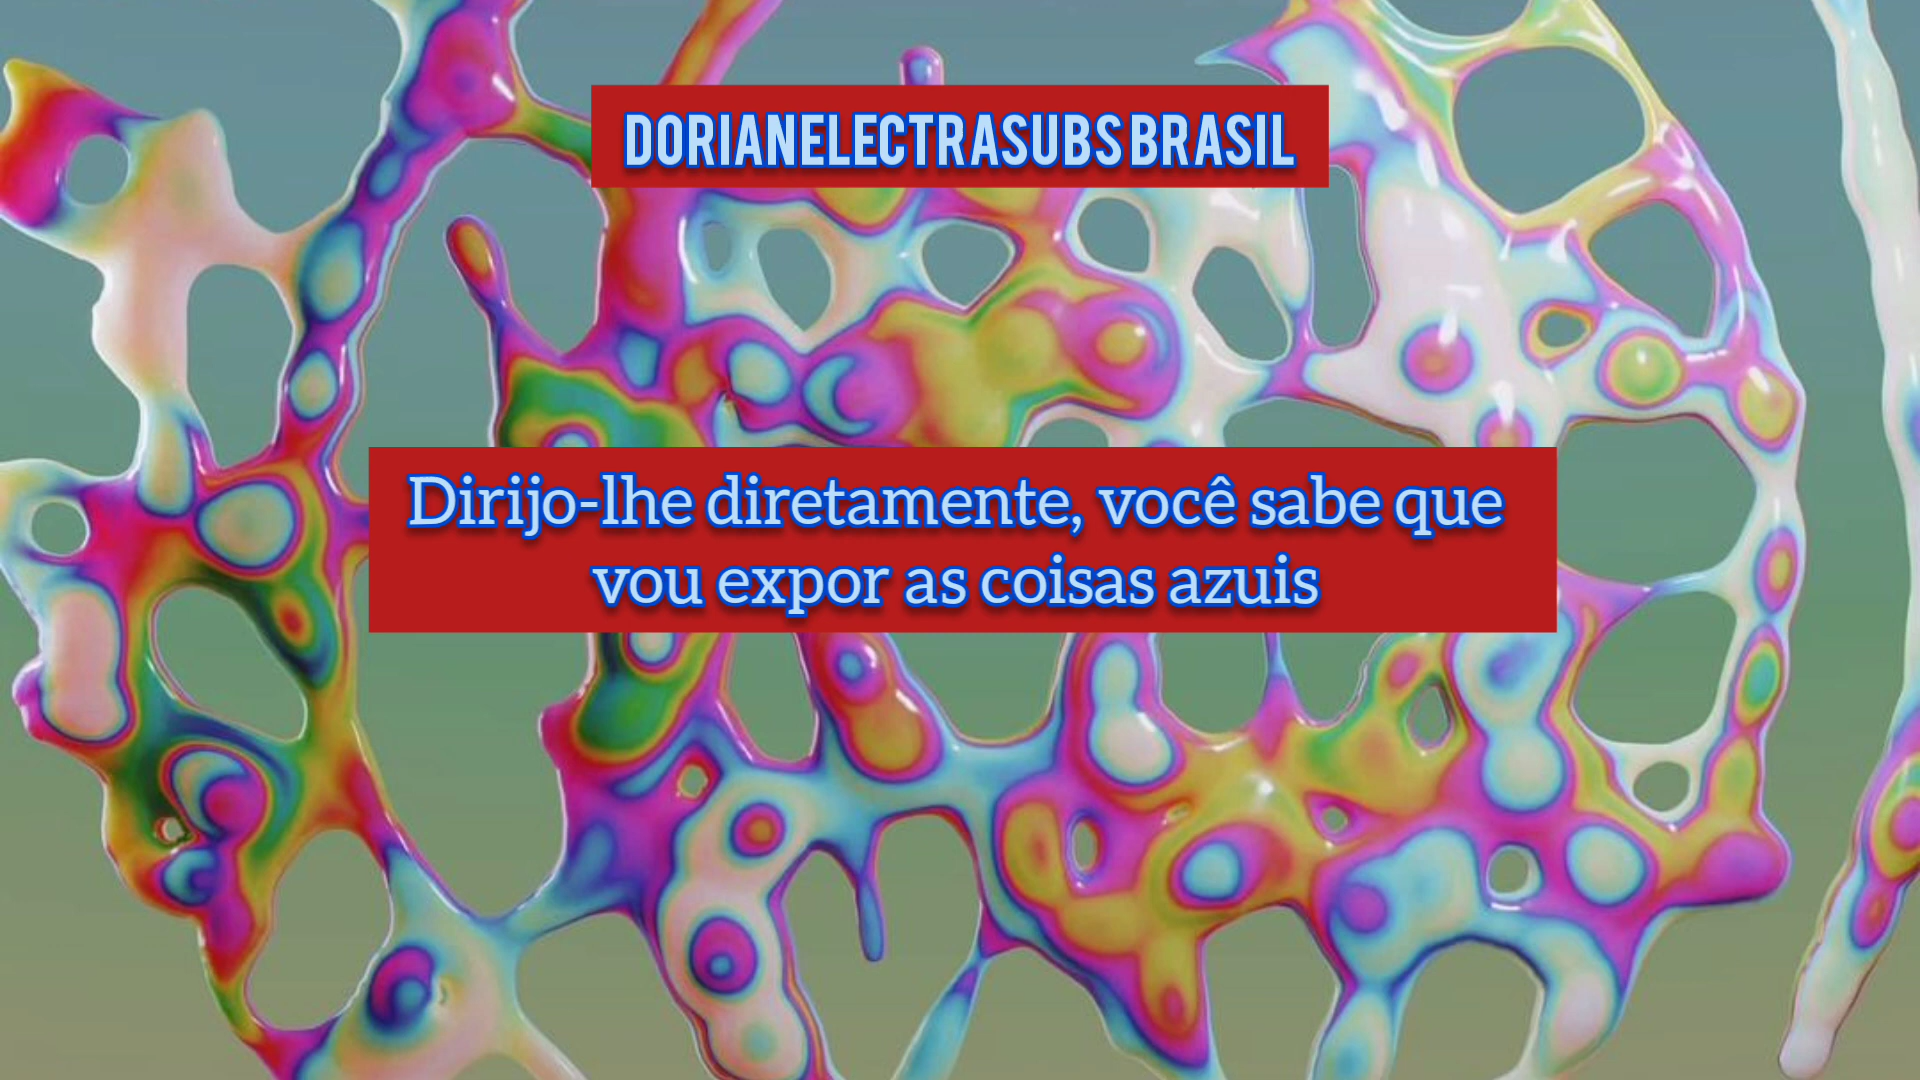 DORIANELECTRASUBS BRASIL
Dirijo-lhe diretamente, você sabe que
vou expor as coisas azuis